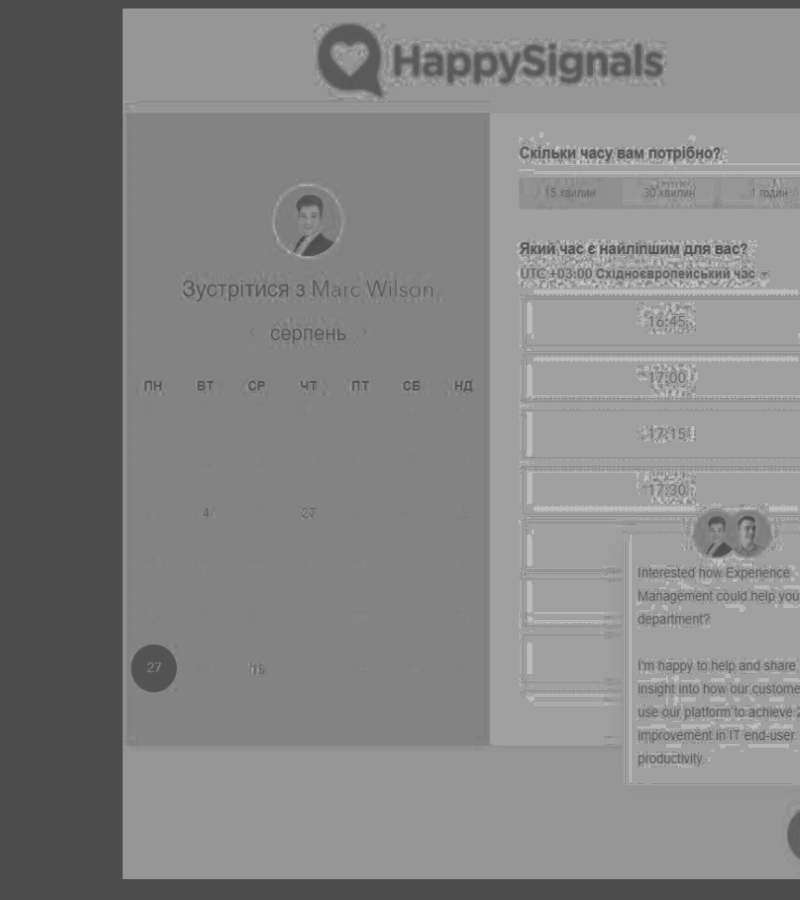 HappySignals
Зустрітися з Marc Wilson
серпень
ПН ВТ СР ЧТ ПТ СБ НД
4 27
27 15
Скільки часу вам потрібно?
15 хвилин 30 хвилин 1 годин
Який час є найліпшим для вас?
UTC +03:00 Східноєвропейський час
16:45
17:00
17:15
17:30
Interested how Experience
Management could help you
department?
I'm happy to help and share
insight into how our custome
use our platform to achieve 2
improvement in IT end-user
productivity.